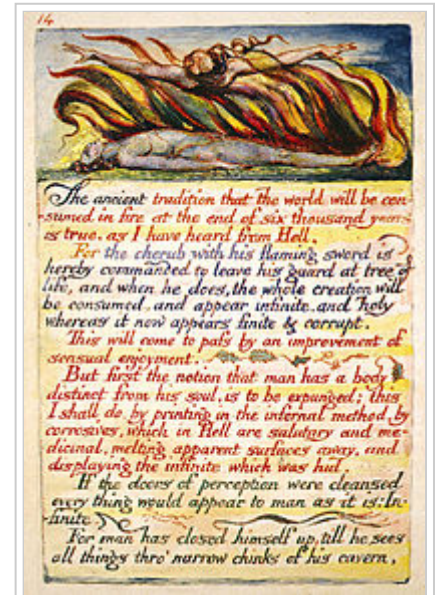 14
The ancient tradition that the world will be con-
-sumed in fire at the end of six thousand years
is true. as I have heard from Hell.
For the cherub with his flaming sword is
hereby commanded to leave his guard at tree of
life, and when he does, the whole creation will
be consumed, and appear infinite, and holy
whereas it now appears finite & corrupt.
This will come to paſs by an improvement of
sensual enjoyment.
But first the notion that man has a body
distinct from his soul, is to be expunged; this
I shall do, by printing in the infernal method, by
corrosives, which in Hell are salutary and me-
dicinal, melting apparent surfaces away, and
displaying the infinite which was hid.
If the doors of perception were cleansed
every thing would appear to man as it is: In-
finite
For man has closed himself up, till he sees
all things thro' narrow chinks of his cavern.